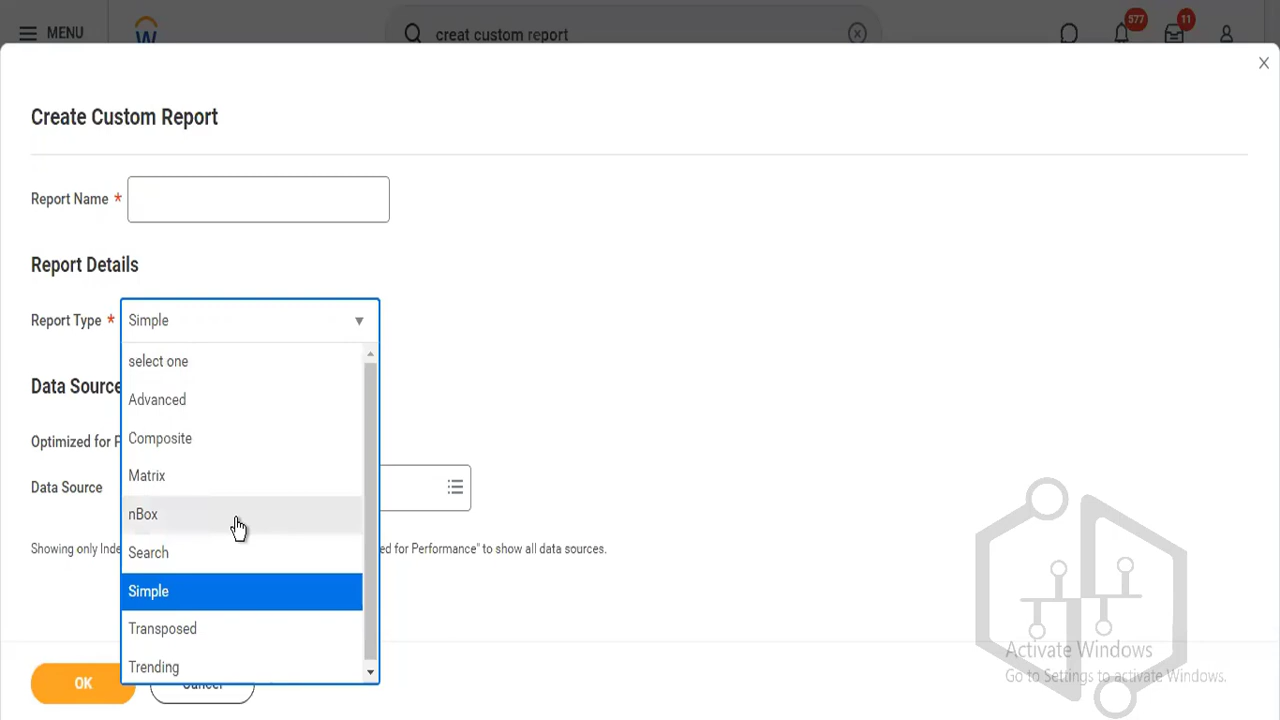 MENU
creat custom report
577
11
Create Custom Report
Report Name *
Report Details
Report Type * Simple
select one
Advanced
Composite
Matrix
nBox
Search
Simple
Transposed
Trending
Data Source
Optimized for P
Data Source
Showing only Inde
ed for Performance" to show all data sources.
OK
Cancel
Activate Windows
Go to Settings to activate Windows.